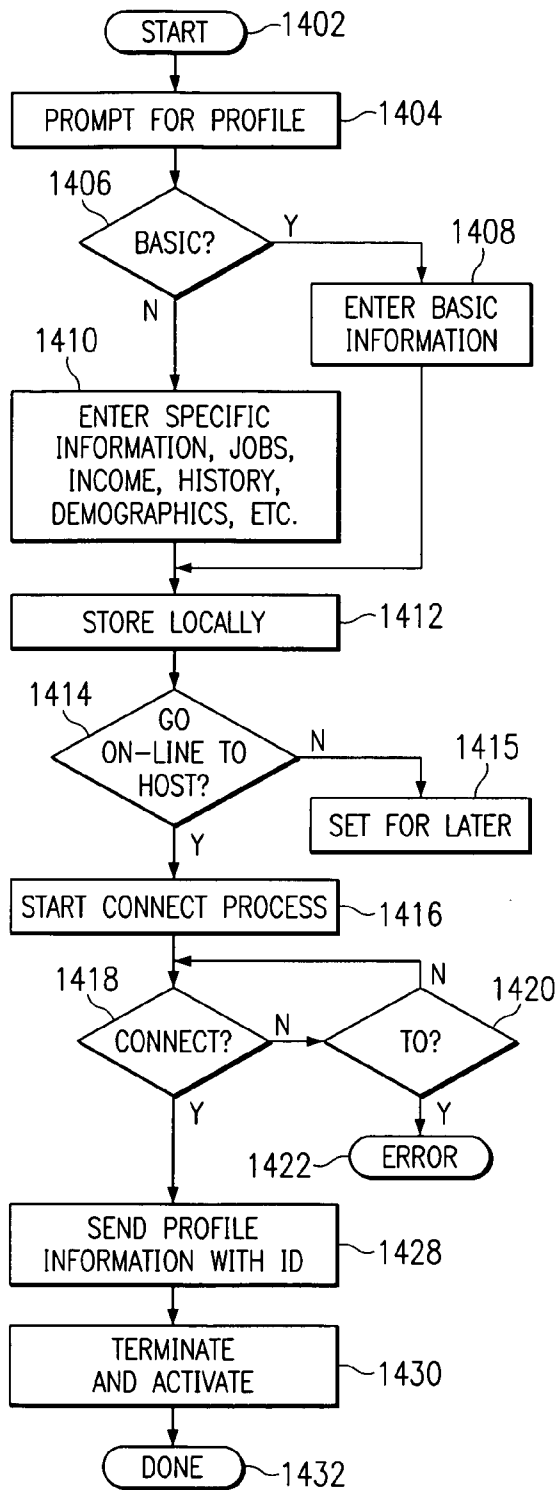 START
1402
PROMPT FOR PROFILE
1404
1406
BASIC?
Y
N
1408
ENTER BASIC
INFORMATION
1410
ENTER SPECIFIC
INFORMATION, JOBS,
INCOME, HISTORY,
DEMOGRAPHICS, ETC.
STORE LOCALLY
1412
1414
GO
ON-LINE TO
HOST?
N
Y
1415
SET FOR LATER
START CONNECT PROCESS
1416
1418
CONNECT?
N
Y
N
1420
TO?
Y
1422
ERROR
SEND PROFILE
INFORMATION WITH ID
1428
TERMINATE
AND ACTIVATE
1430
DONE
1432